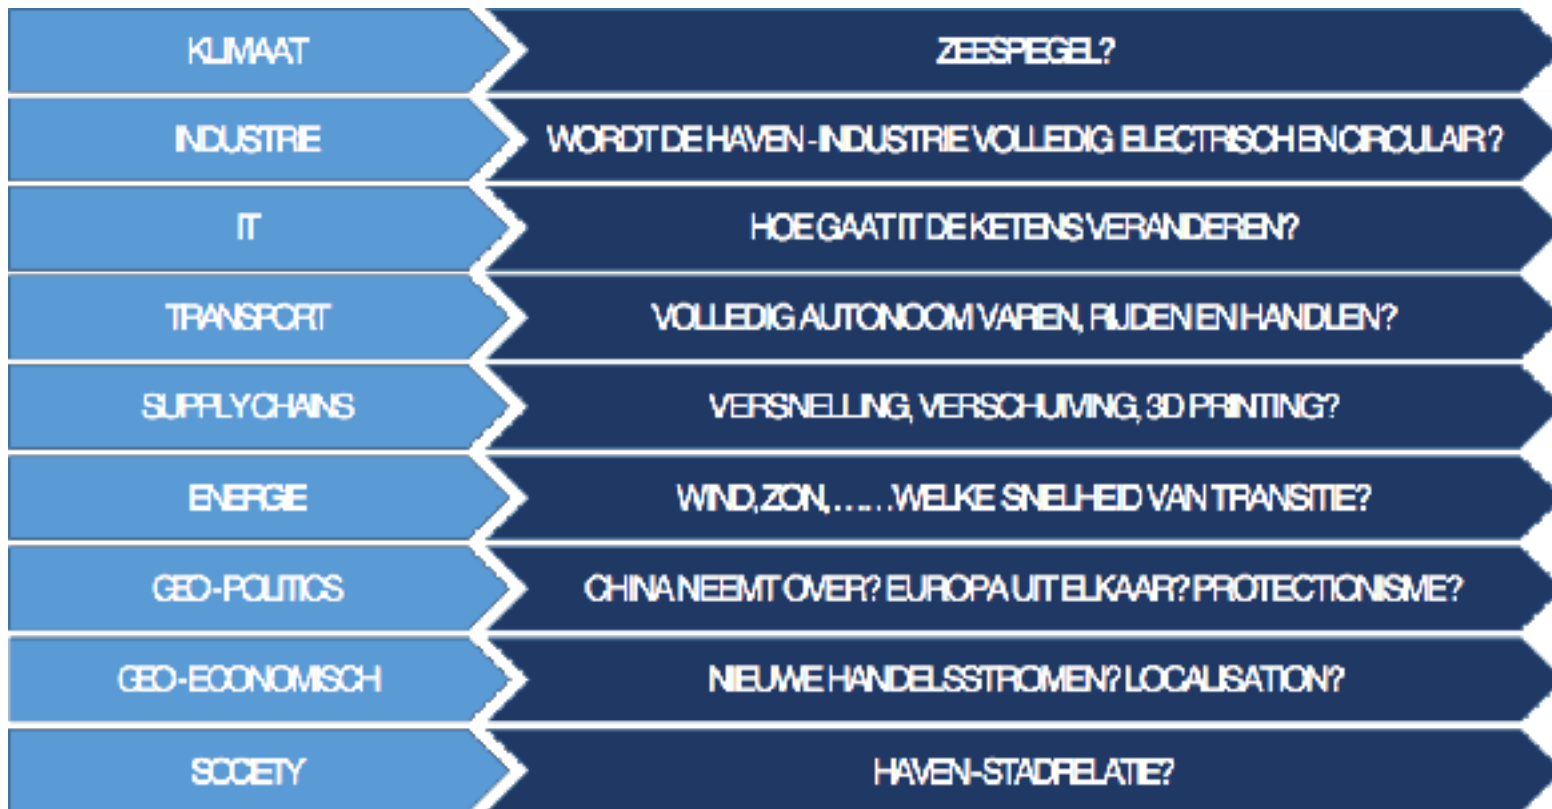 KLIMAAT
ZEESPIEGEL?
INDUSTRIE
WORDT DE HAVEN-INDUSTRIE VOLLEDIG ELECTRISCH EN CIRCULAIR?
IT
HOE GAAT IT DE KETENS VERANDEREN?
TRANSPORT
VOLLEDIG AUTONOOM VAREN, RIJDEN EN HANDLEN?
SUPPLY CHAINS
VERSNELLING, VERSCHUIVING, 3D PRINTING?
ENERGIE
WIND, ZON, ......WELKE SNELHEID VAN TRANSITIE?
GEO-POLITICS
CHINA NEEMT OVER? EUROPA UIT ELKAAR? PROTECTIONISME?
GEO-ECONOMISCH
NIEUWE HANDELSSTROMEN? LOCALISATION?
SOCIETY
HAVEN-STADRELATIE?